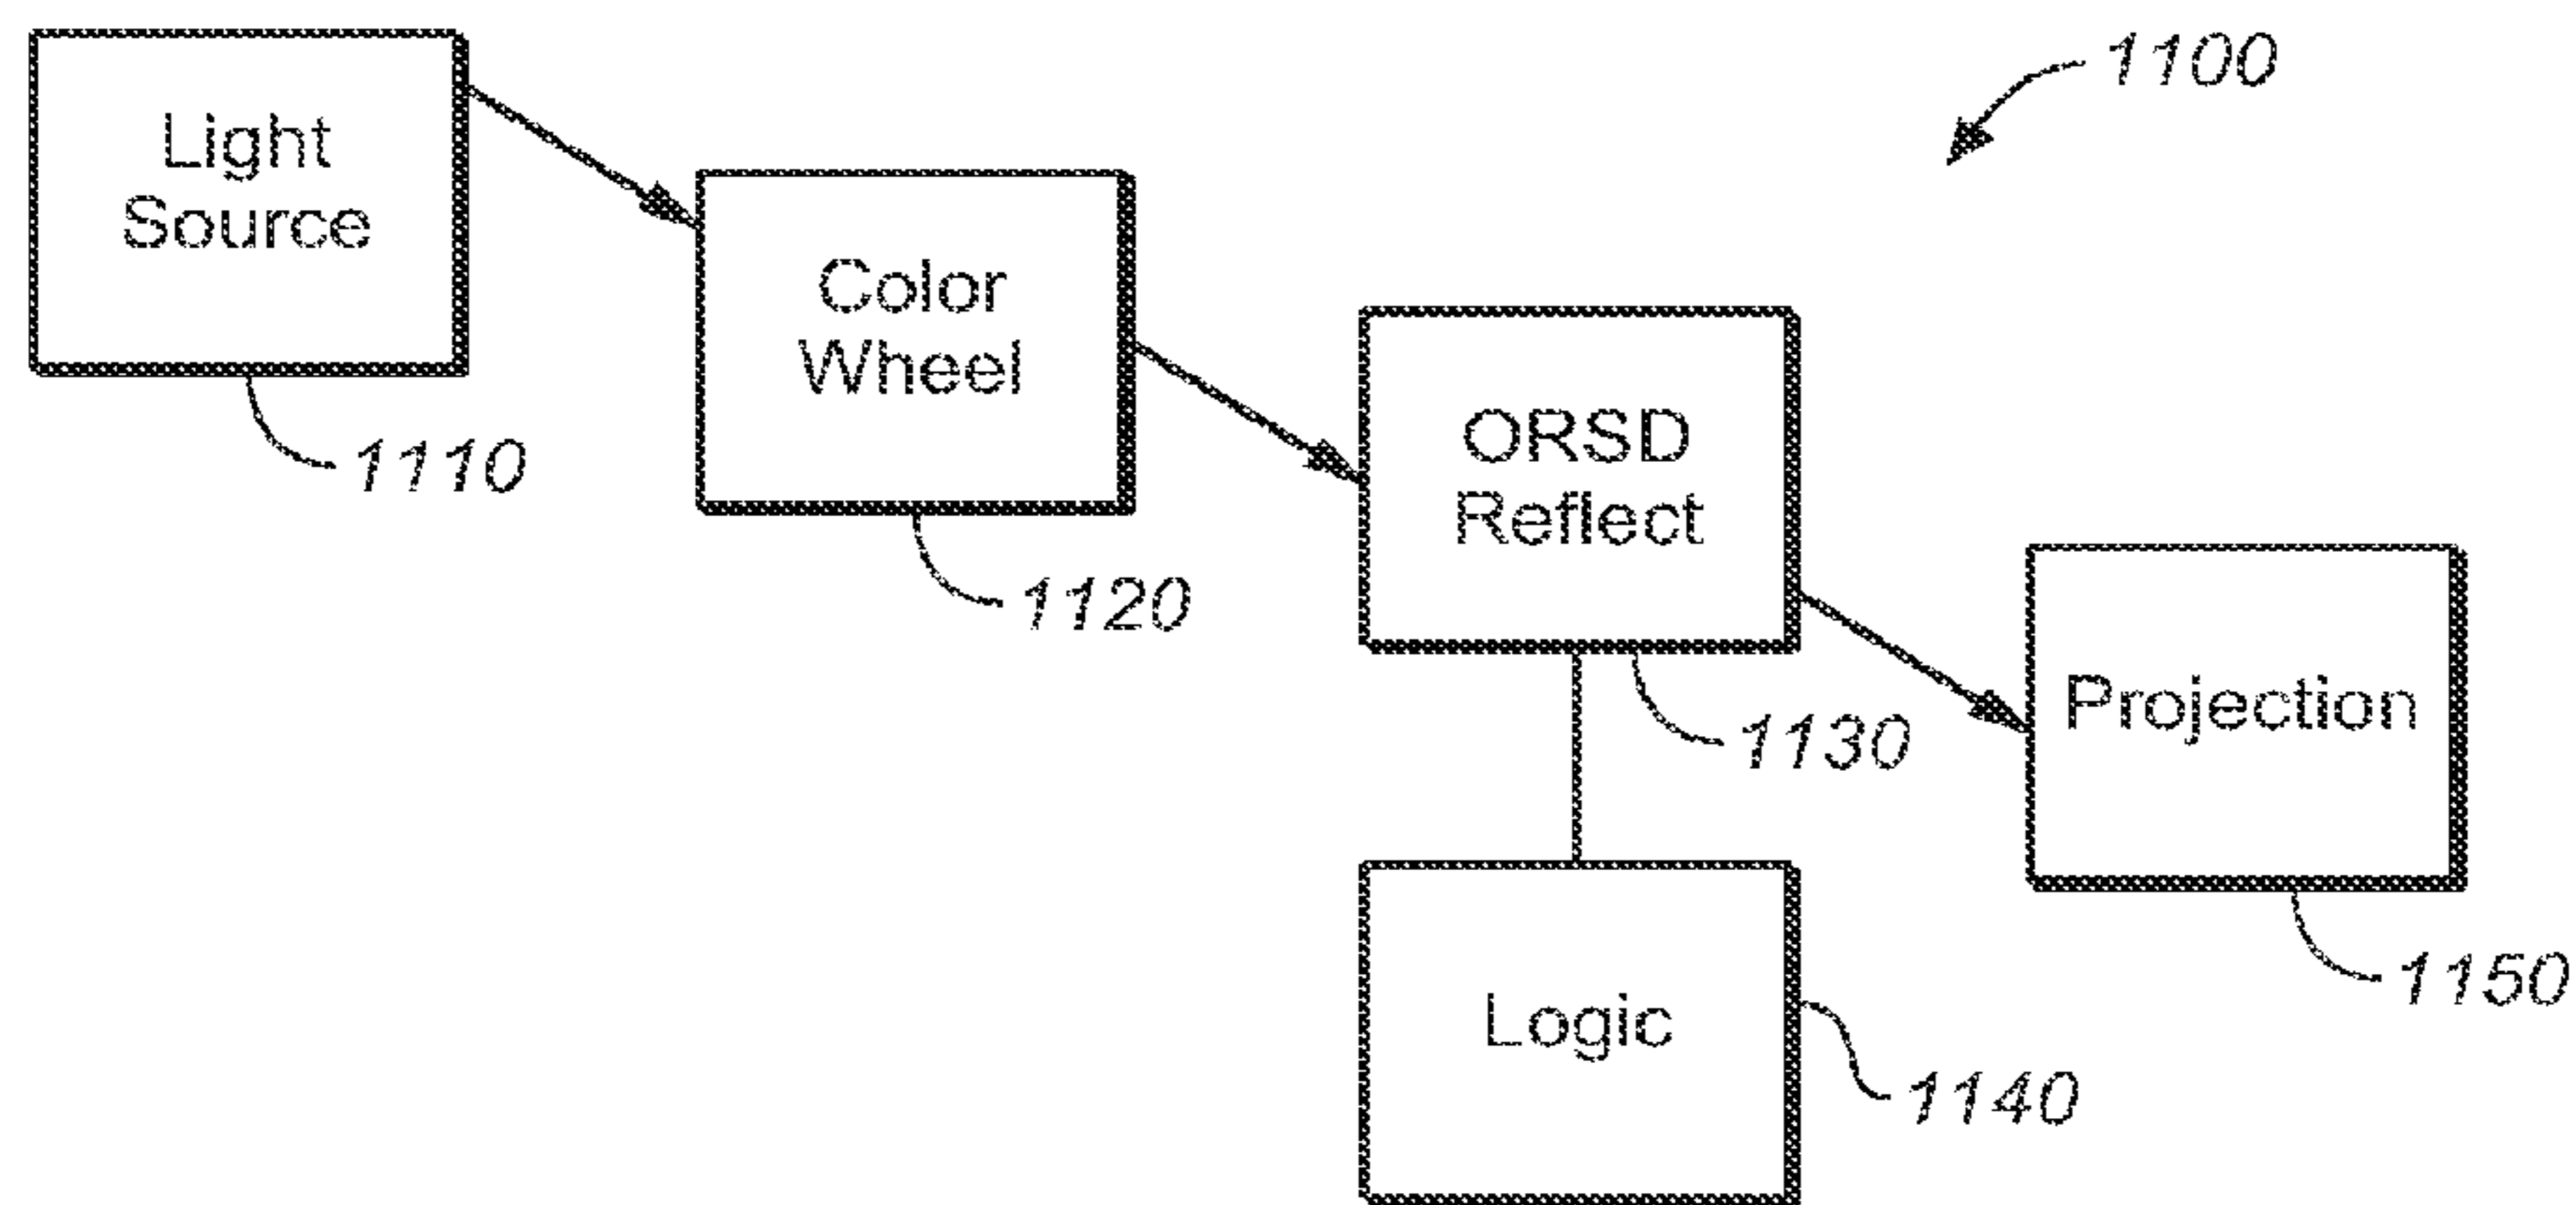 1100
Light
Source
1110
Color
Wheel
1120
ORSD
Reflect
1130
Projection
1150
Logic
1140